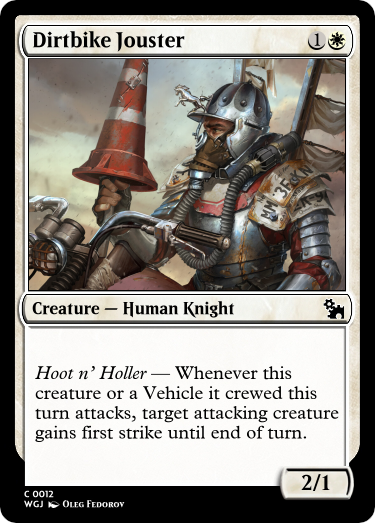 Dirtbike Jouster 1
Creature — Human Knight
Hoot n' Holler — Whenever this
creature or a Vehicle it crewed this
turn attacks, target attacking creature
gains first strike until end of turn.
2/1
C 0012
WGJ Oleg Fedorov